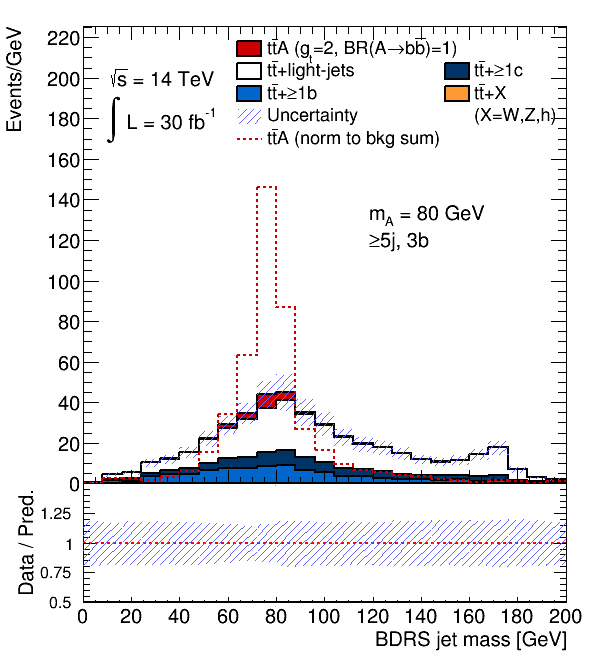 Events/GeV
220
200
180
160
140
120
100
80
60
40
20
0
tt̄A (g_t=2, BR(A→bb̄)=1)
tt̄+light-jets
tt̄+≥1c
tt̄+≥1b
tt̄+X
Uncertainty
(X=W,Z,h)
tt̄A (norm to bkg sum)
√s = 14 TeV
∫ L = 30 fb⁻¹
m_A = 80 GeV
≥5j, 3b
Data / Pred.
1.25
1
0.75
0.5
0 20 40 60 80 100 120 140 160 180 200
BDRS jet mass [GeV]